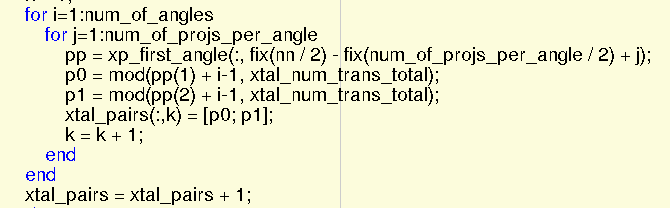 for i=1:num_of_angles
for j=1:num_of_projs_per_angle
pp = xp_first_angle(:, fix(nn / 2) - fix(num_of_projs_per_angle / 2) + j);
p0 = mod(pp(1) + i-1, xtal_num_trans_total);
p1 = mod(pp(2) + i-1, xtal_num_trans_total);
xtal_pairs(:,k) = [p0; p1];
k = k + 1;
end
end
xtal_pairs = xtal_pairs + 1;